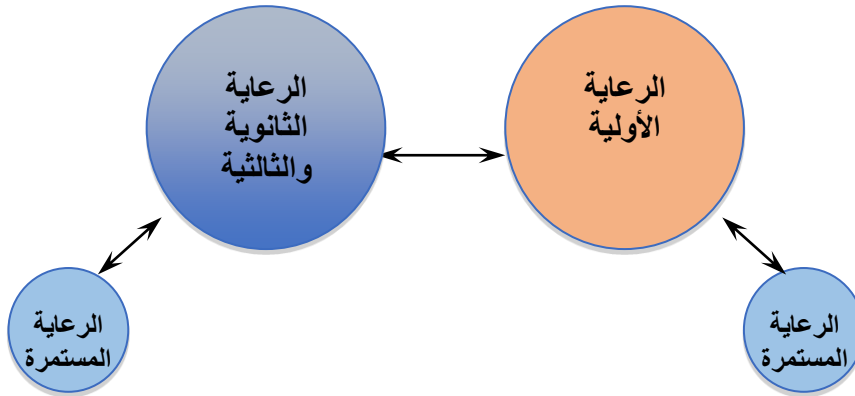 الرعاية
الأولية
الرعاية
الثانوية
والثالثية
الرعاية
المستمرة
الرعاية
المستمرة